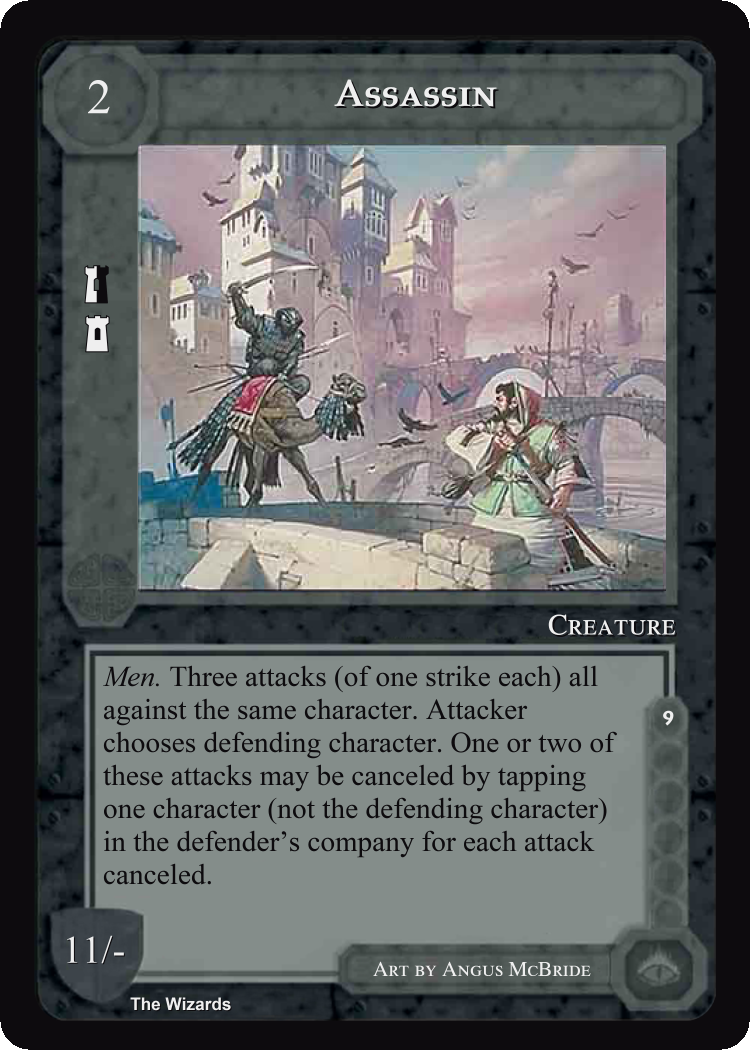 2
Assassin
Creature
Men. Three attacks (of one strike each) all
against the same character. Attacker
chooses defending character. One or two of
these attacks may be canceled by tapping
one character (not the defending character)
in the defender's company for each attack
canceled.
9
11/-
Art by Angus McBride
The Wizards